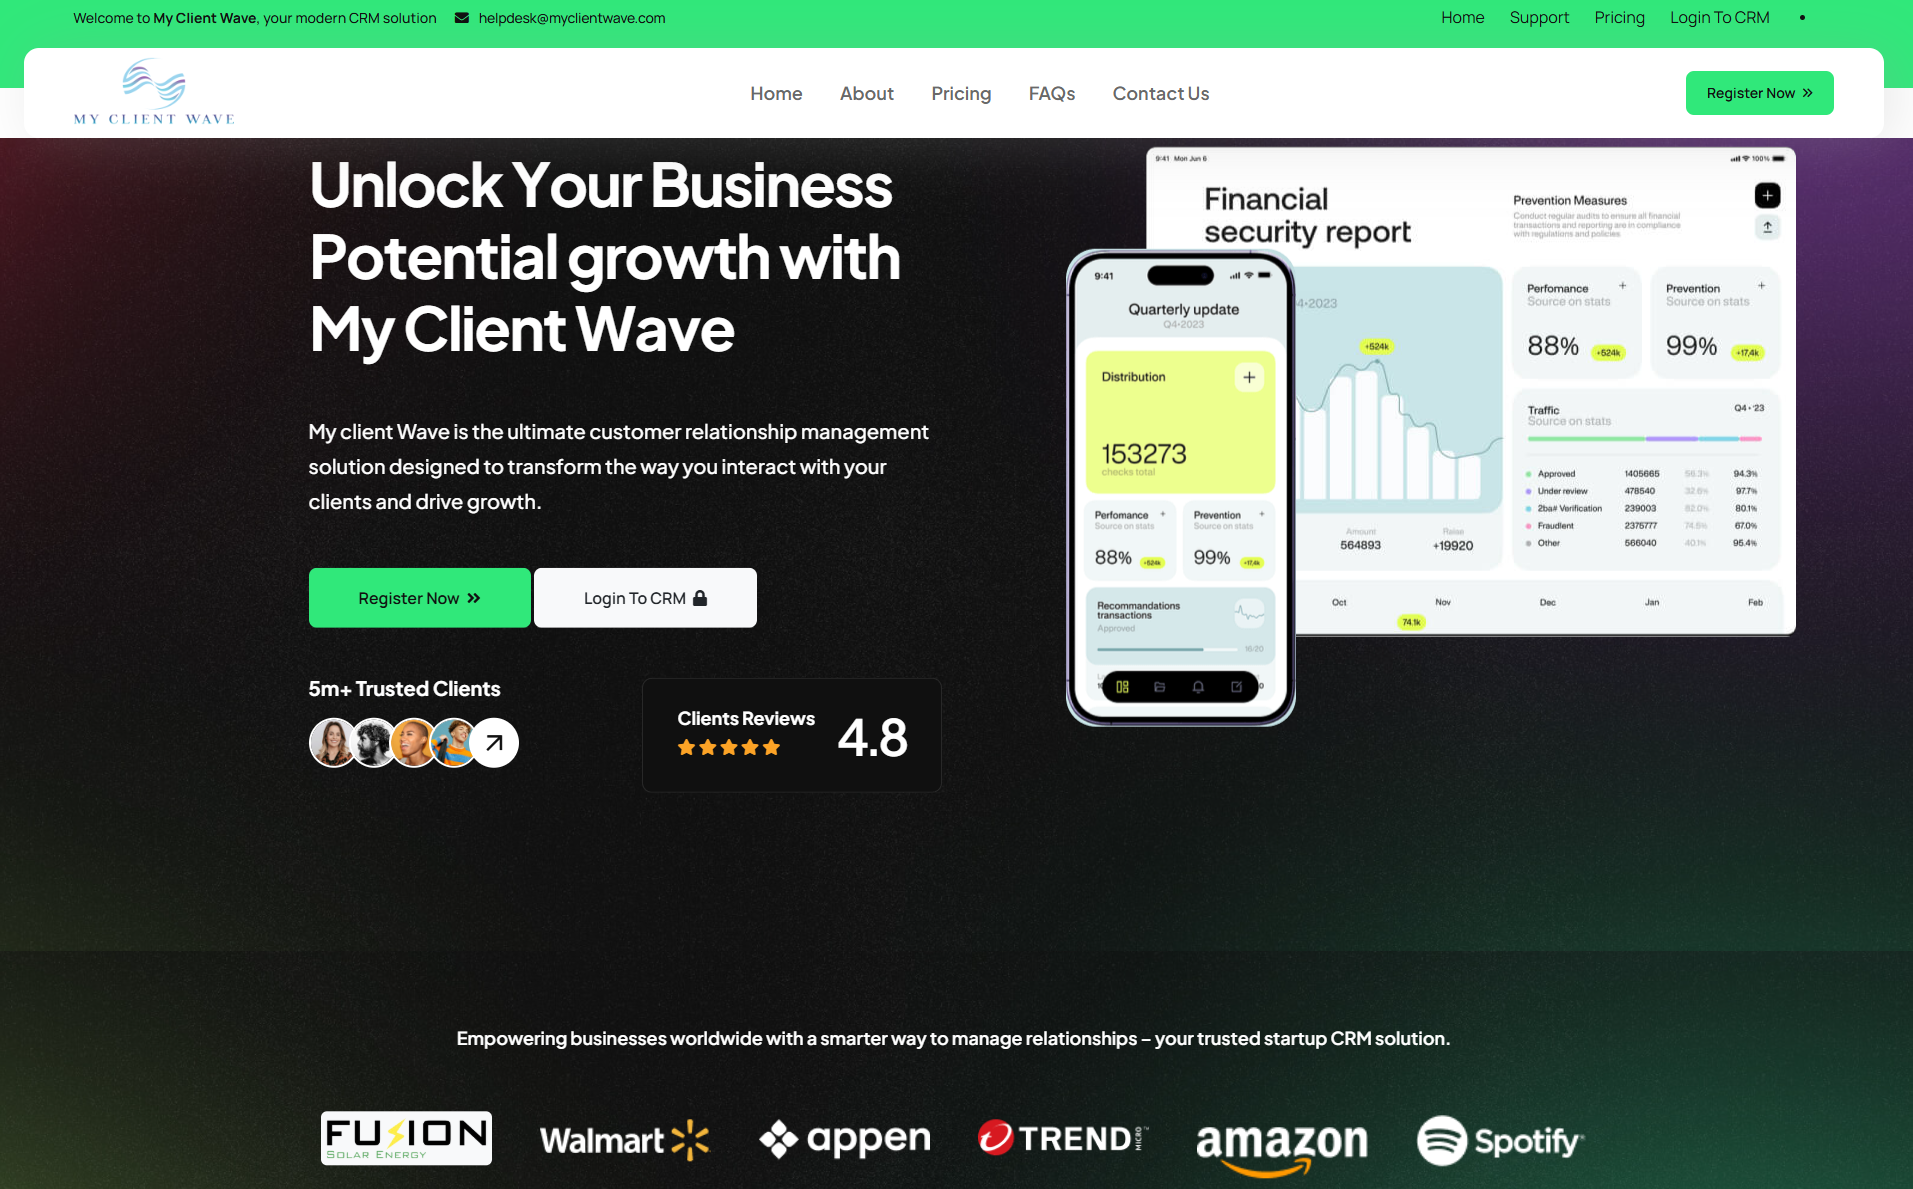 Welcome to My Client Wave, your modern CRM solution
helpdesk@myclientwave.com
Home Support Pricing Login To CRM
MY CLIENT WAVE
Home About Pricing FAQs Contact Us
Register Now
Unlock Your Business
Potential growth with
My Client Wave
My client Wave is the ultimate customer relationship management
solution designed to transform the way you interact with your
clients and drive growth.
Register Now
Login To CRM
5m+ Trusted Clients
Clients Reviews
4.8
9:41 Mon Jun 6
100%
Financial
security report
Prevention Measures
Conduct regular audits to ensure all financial
transactions and reporting are in compliance
with regulations and policies
4•2023
+524k
Amount
564893
Raise
+19920
Perfomance
Source on stats
88%
+524k
Prevention
Source on stats
99%
+17,4k
Traffic
Source on stats
Q4 • '23
Approved 1405665 56.3% 94.3%
Under review 478540 32.6% 97.7%
2ba# Verification 239003 82.0% 80.1%
Fraudlent 2375777 74.6% 67.0%
Other 566040 40.1% 95.4%
Oct Nov Dec Jan Feb
74.1k
9:41
Quarterly update
Q4•2023
Distribution
153273
checks total
Perfomance
Source on stats
88%
+524k
Prevention
Source on stats
99%
+17,4k
Recommandations
transactions
Approved
16:20
Empowering businesses worldwide with a smarter way to manage relationships – your trusted startup CRM solution.
FUSION
SOLAR ENERGY
Walmart
appen
TREND
MICRO
amazon
Spotify